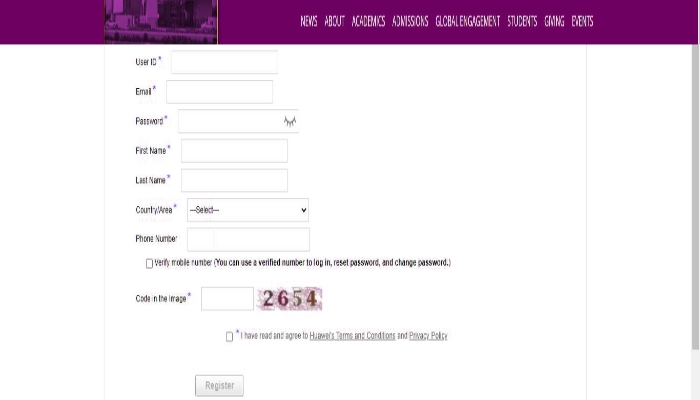 NEWS ABOUT ACADEMICS ADMISSIONS GLOBAL ENGAGEMENT STUDENTS GIVING EVENTS
User ID *
Email *
Password *
First Name *
Last Name *
Country/Area * ---Select---
Phone Number
Verify mobile number (You can use a verified number to log in, reset password, and change password.)
Code in the Image * 2654
* I have read and agree to Huawei's Terms and Conditions and Privacy Policy
Register